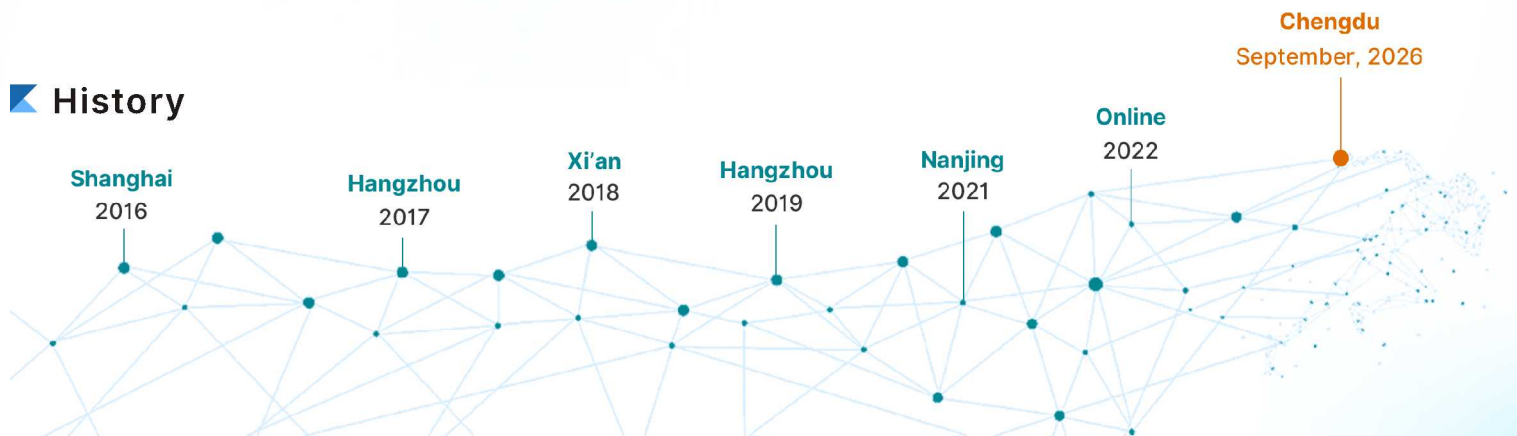 History
Shanghai
2016
Hangzhou
2017
Xi’an
2018
Hangzhou
2019
Nanjing
2021
Online
2022
Chengdu
September, 2026